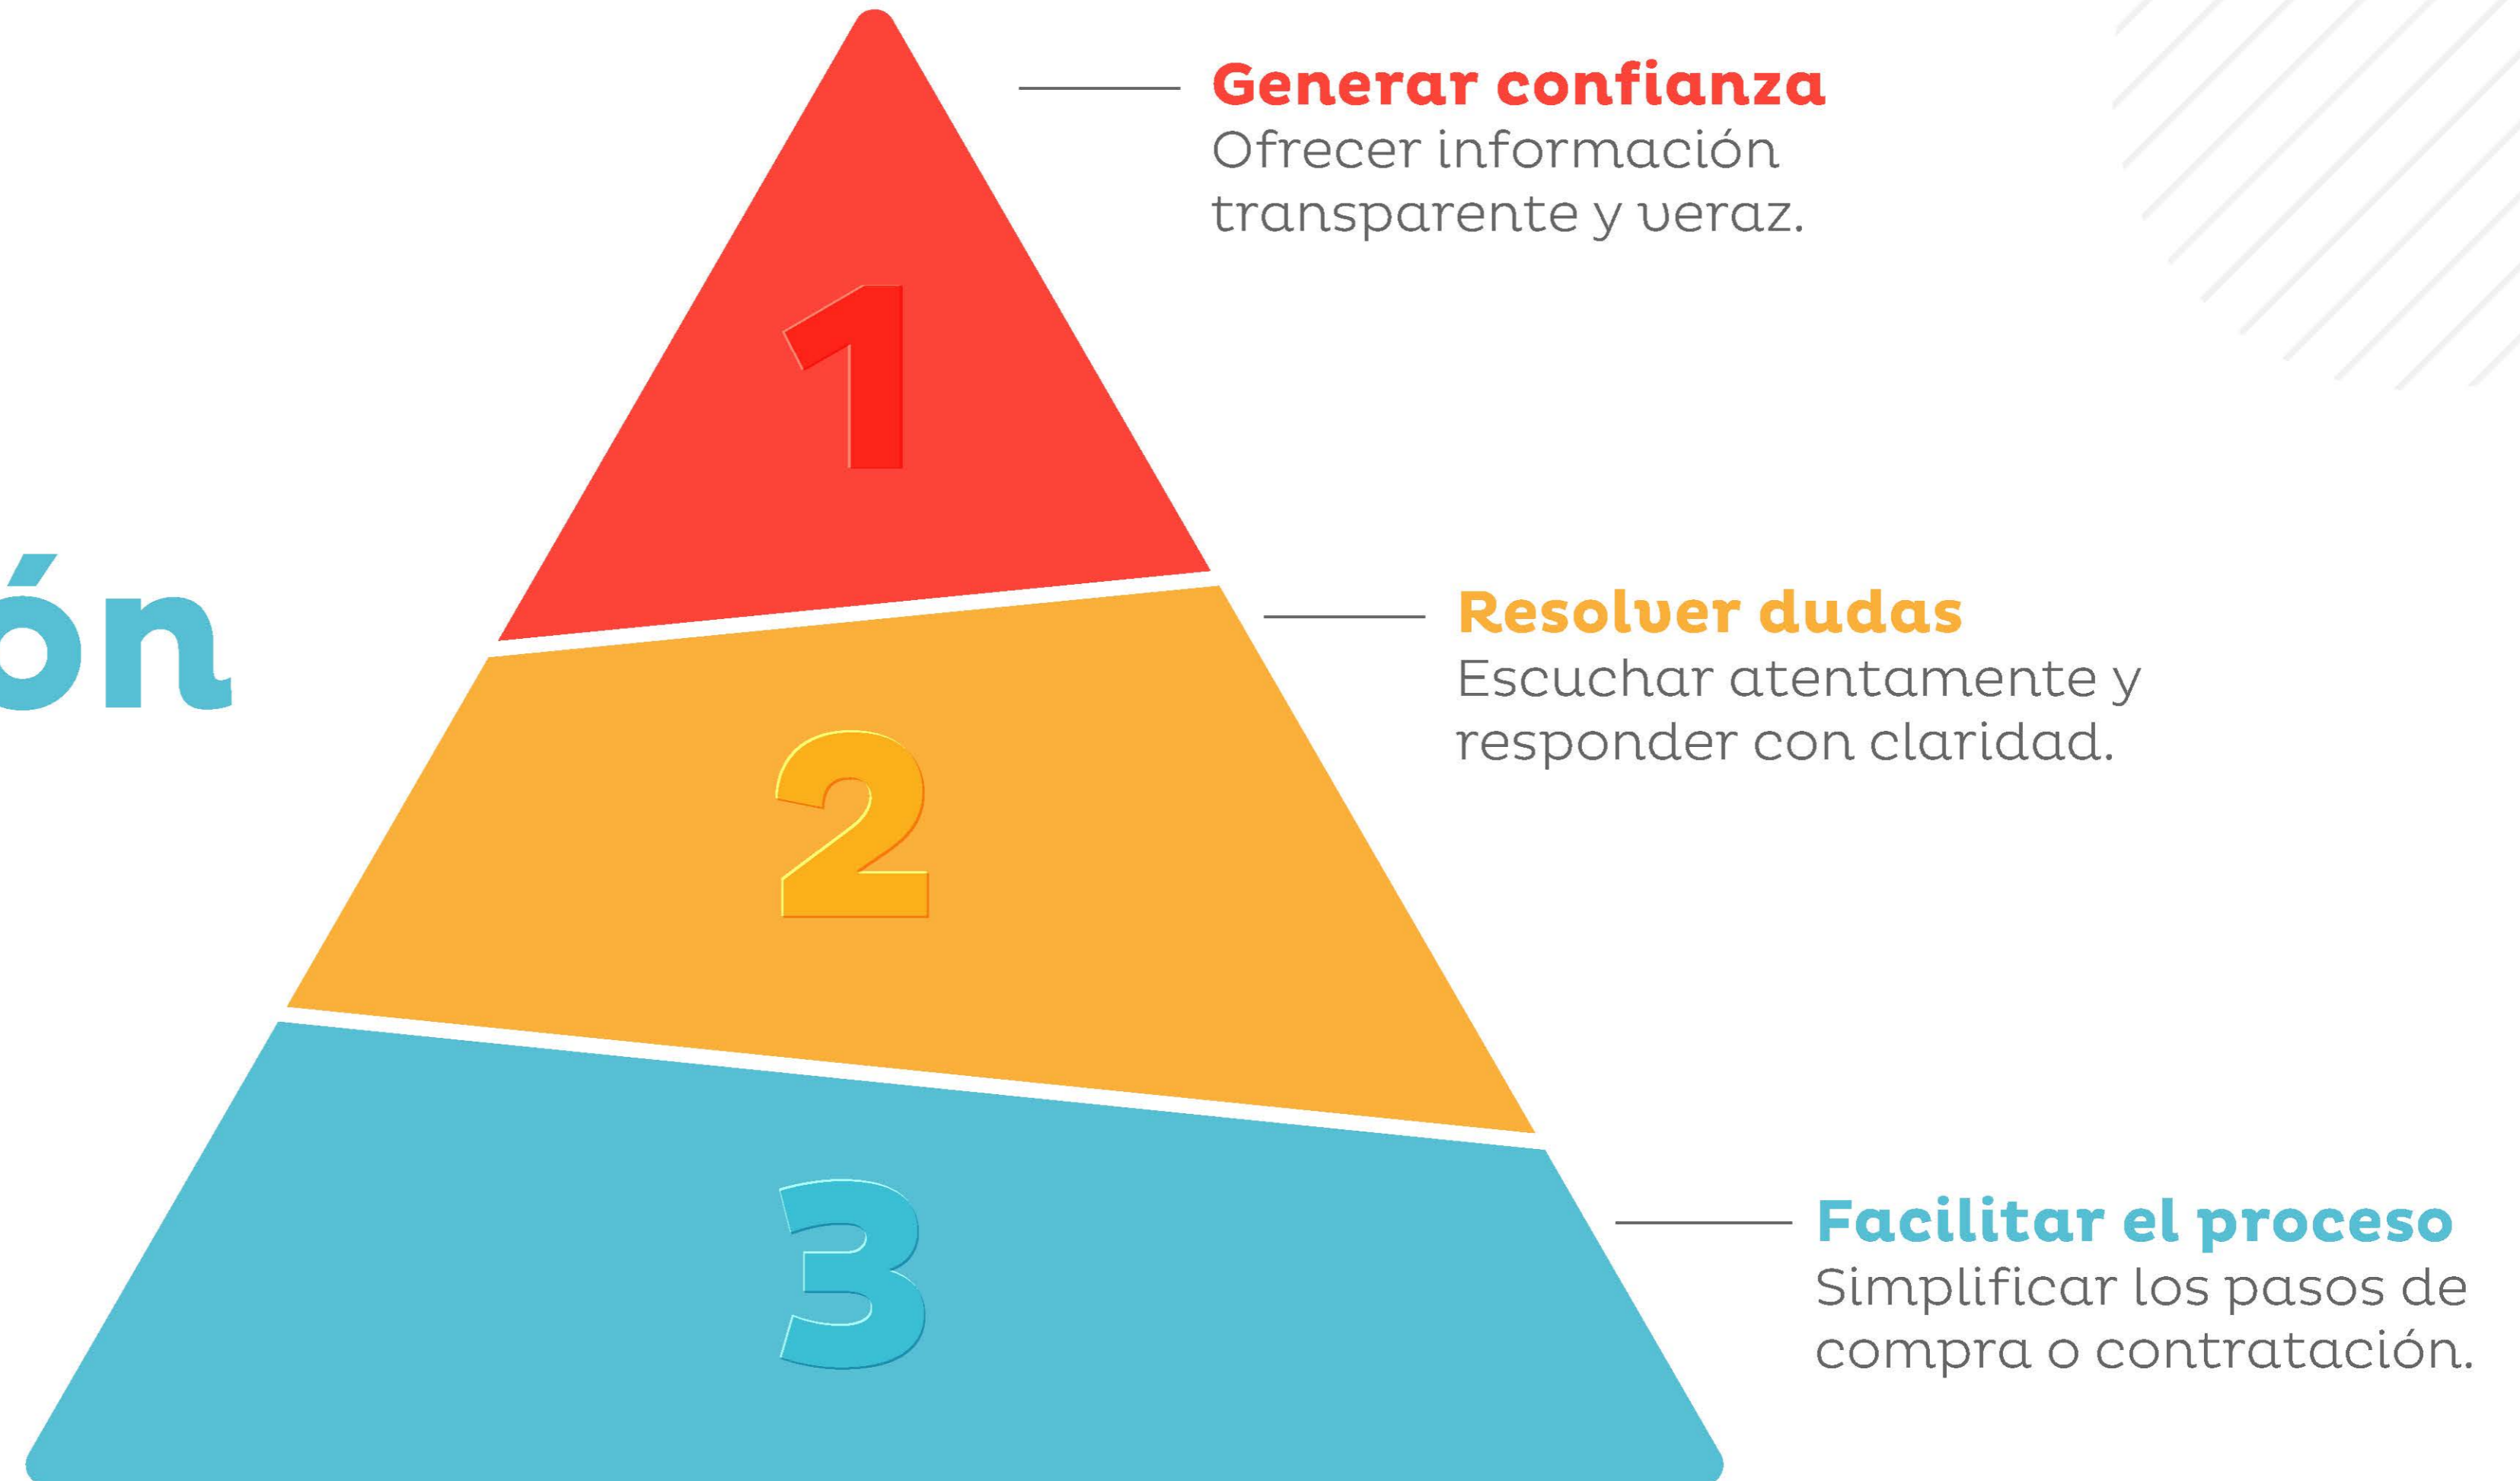 Generar confianza
Ofrecer información
transparente y veraz.
1
ón
Resolver dudas
Escuchar atentamente y
responder con claridad.
2
3
Facilitar el proceso
Simplificar los pasos de
compra o contratación.